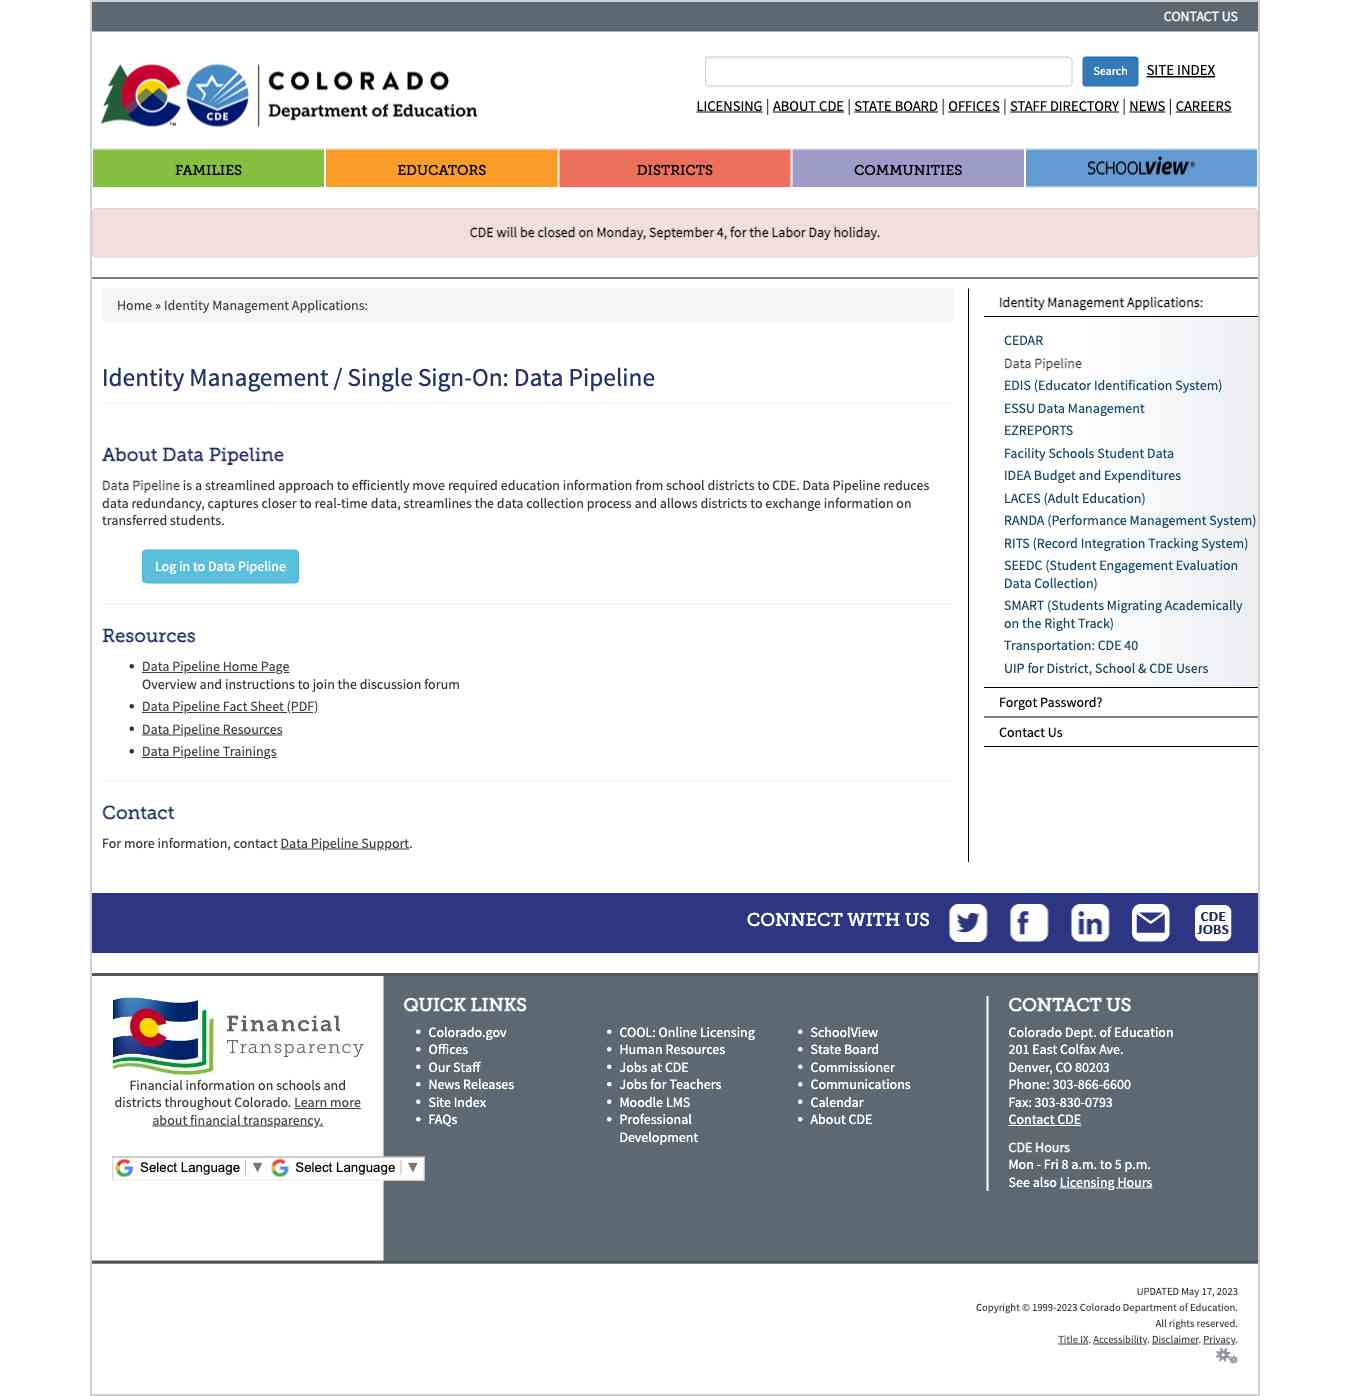 CONTACT US
COLORADO
Department of Education
CDE
TM
Search
SITE INDEX
LICENSING | ABOUT CDE | STATE BOARD | OFFICES | STAFF DIRECTORY | NEWS | CAREERS
FAMILIES
EDUCATORS
DISTRICTS
COMMUNITIES
SCHOOLview®
CDE will be closed on Monday, September 4, for the Labor Day holiday.
Home » Identity Management Applications:
Identity Management / Single Sign-On: Data Pipeline
About Data Pipeline
Data Pipeline is a streamlined approach to efficiently move required education information from school districts to CDE. Data Pipeline reduces
data redundancy, captures closer to real-time data, streamlines the data collection process and allows districts to exchange information on
transferred students.
Log in to Data Pipeline
Resources
• Data Pipeline Home Page
Overview and instructions to join the discussion forum
• Data Pipeline Fact Sheet (PDF)
• Data Pipeline Resources
• Data Pipeline Trainings
Contact
For more information, contact Data Pipeline Support.
Identity Management Applications:
CEDAR
Data Pipeline
EDIS (Educator Identification System)
ESSU Data Management
EZREPORTS
Facility Schools Student Data
IDEA Budget and Expenditures
LACES (Adult Education)
RANDA (Performance Management System)
RITS (Record Integration Tracking System)
SEEDC (Student Engagement Evaluation
Data Collection)
SMART (Students Migrating Academically
on the Right Track)
Transportation: CDE 40
UIP for District, School & CDE Users
Forgot Password?
Contact Us
CONNECT WITH US
CDE
JOBS
Financial
Transparency
Financial information on schools and
districts throughout Colorado. Learn more
about financial transparency.
Select Language ▼
Select Language ▼
QUICK LINKS
• Colorado.gov
• Offices
• Our Staff
• News Releases
• Site Index
• FAQs
• COOL: Online Licensing
• Human Resources
• Jobs at CDE
• Jobs for Teachers
• Moodle LMS
• Professional
Development
• SchoolView
• State Board
• Commissioner
• Communications
• Calendar
• About CDE
CONTACT US
Colorado Dept. of Education
201 East Colfax Ave.
Denver, CO 80203
Phone: 303-866-6600
Fax: 303-830-0793
Contact CDE
CDE Hours
Mon - Fri 8 a.m. to 5 p.m.
See also Licensing Hours
UPDATED May 17, 2023
Copyright © 1999-2023 Colorado Department of Education.
All rights reserved.
Title IX. Accessibility. Disclaimer. Privacy.